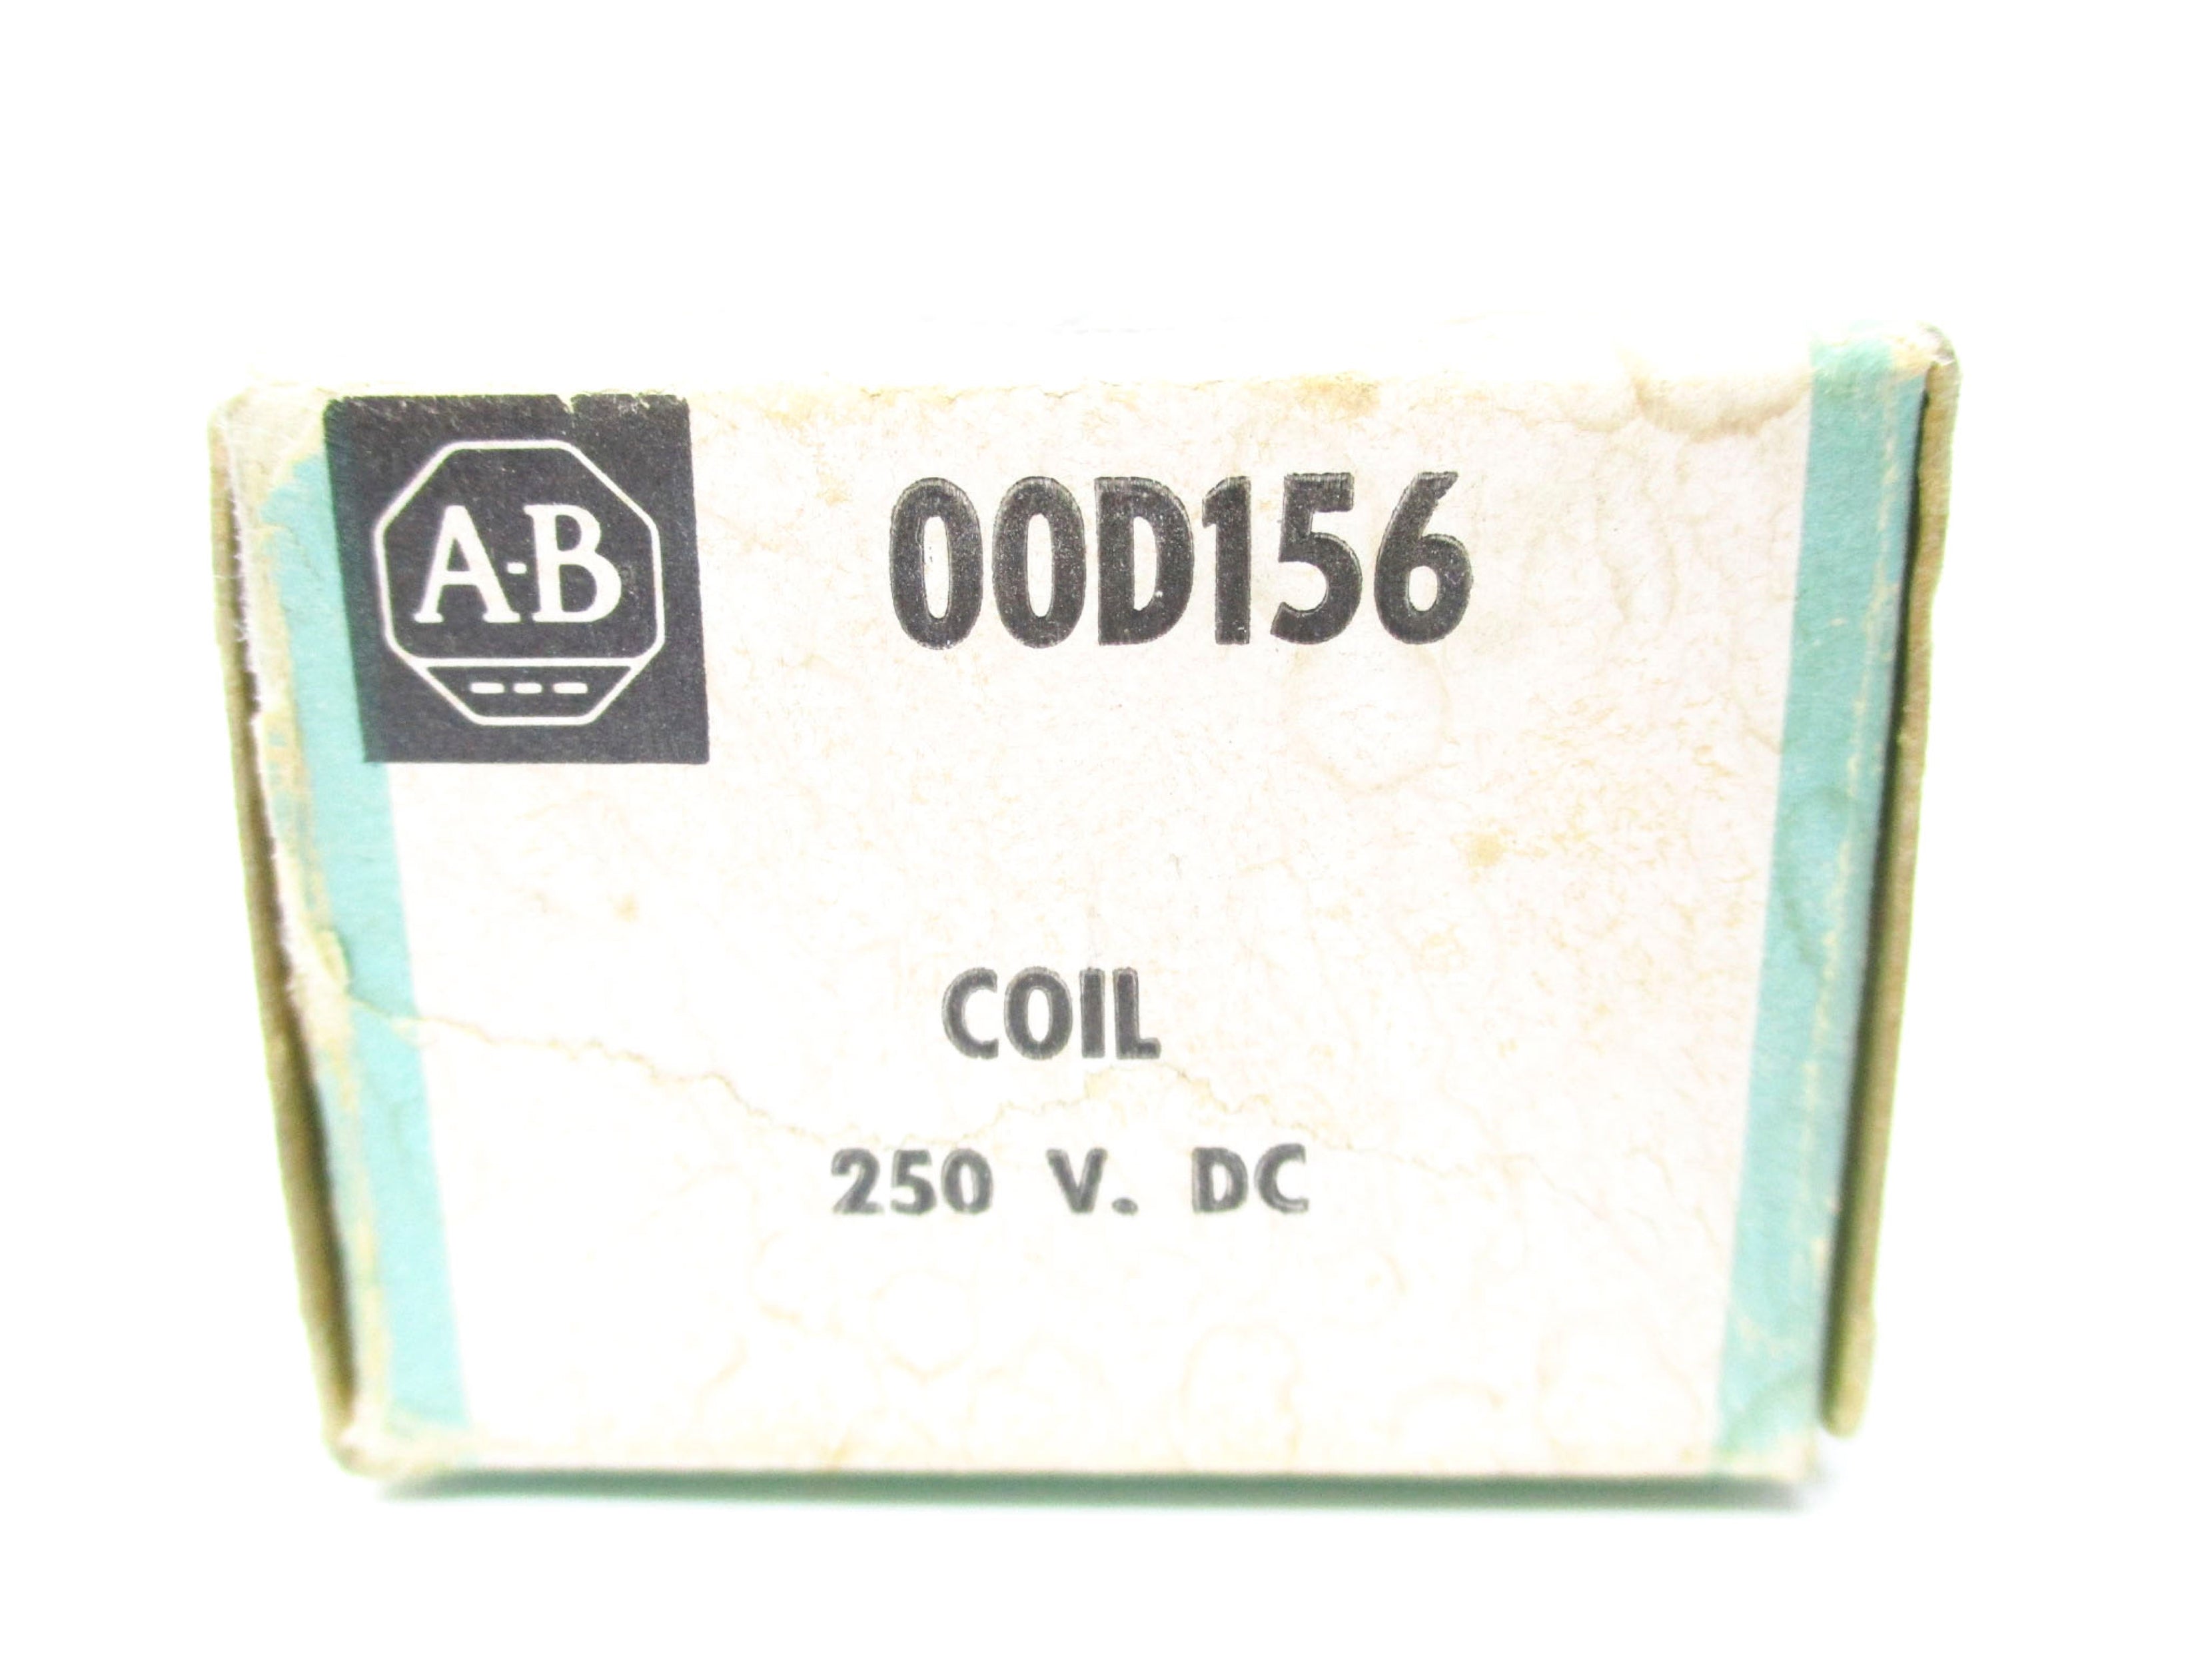 A-B
00D156
COIL
250 V. DC